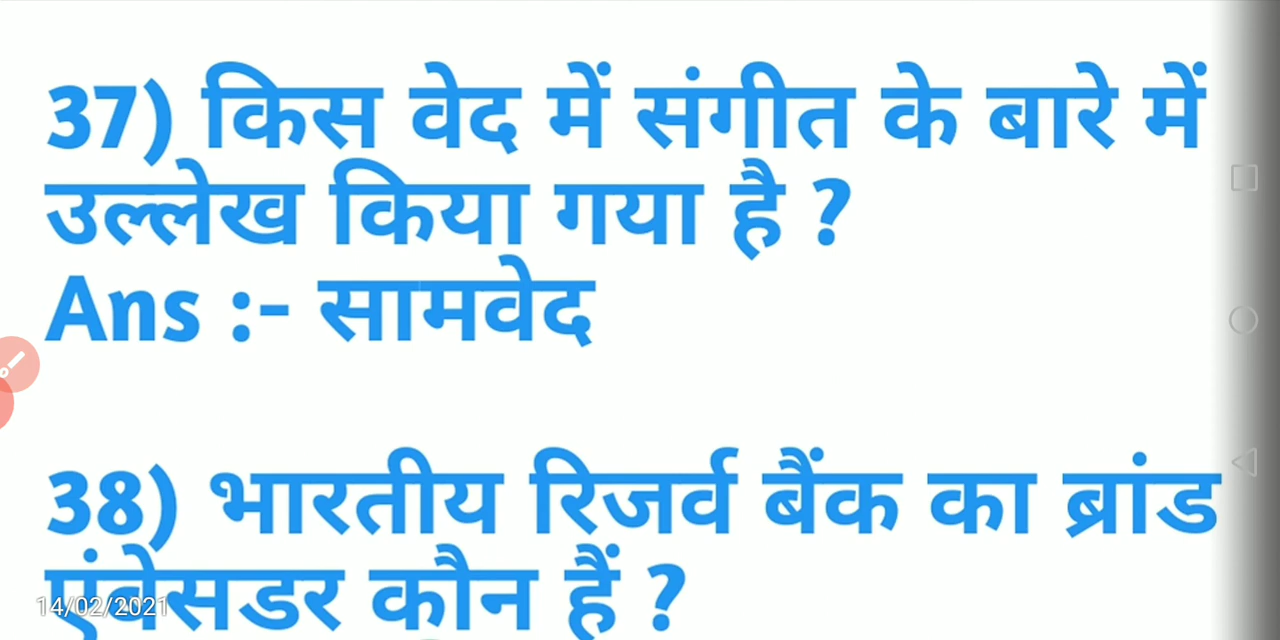 37) किस वेद में संगीत के बारे में
उल्लेख किया गया है ?
Ans :- सामवेद
38) भारतीय रिजर्व बैंक का ब्रांड
एंबेसडर कौन हैं ?
14/02/2021